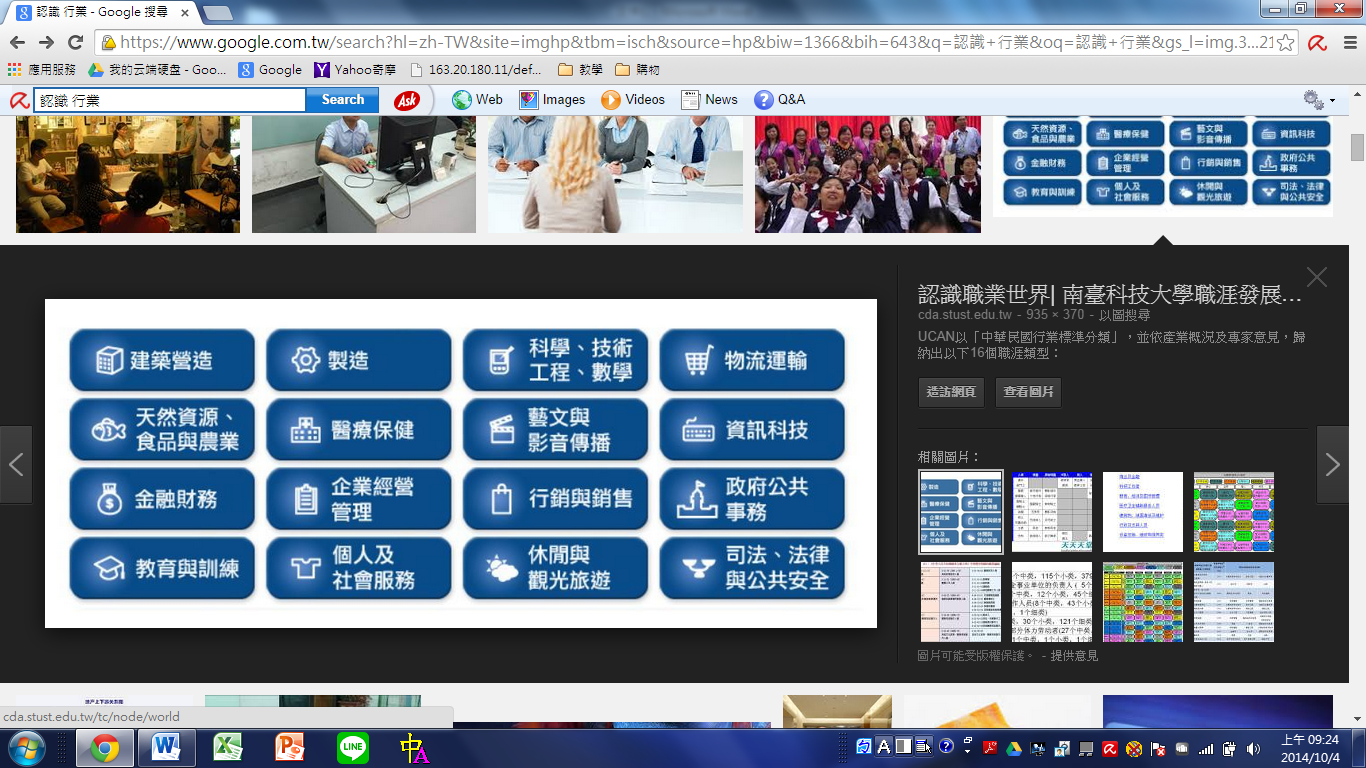 認識 行業 - Google 搜尋
https://www.google.com.tw/search?hl=zh-TW&site=imghp&tbm=isch&source=hp&biw=1366&bih=643&q=認識+行業&oq=認識+行業&gs_l=img.3...21
應用服務 我的云端硬盘 - Goo... Google Yahoo奇摩 163.20.180.11/def... 教學 購物
認識 行業 Search Ask Web Images Videos News Q&A
天然資源、食品與農業 醫療保健 藝文與影音傳播 資訊科技
金融財務 企業經營管理 行銷與銷售 政府公共事務
教育與訓練 個人及社會服務 休閒與觀光旅遊 司法、法律與公共安全
建築營造
製造
科學、技術
工程、數學
物流運輸
天然資源、
食品與農業
醫療保健
藝文與
影音傳播
資訊科技
金融財務
企業經營
管理
行銷與銷售
政府公共
事務
教育與訓練
個人及
社會服務
休閒與
觀光旅遊
司法、法律
與公共安全
認識職業世界| 南臺科技大學職涯發展...
cda.stust.edu.tw - 935 × 370 - 以圖搜尋
UCAN以「中華民國行業標準分類」，並依產業概況及專家意見，歸
納出以下16個職涯類型：
造訪網頁 查看圖片
相關圖片：
圖片可能受版權保護。 - 提供意見
cda.stust.edu.tw/tc/node/world
LINE
中A
上午 09:24
2014/10/4